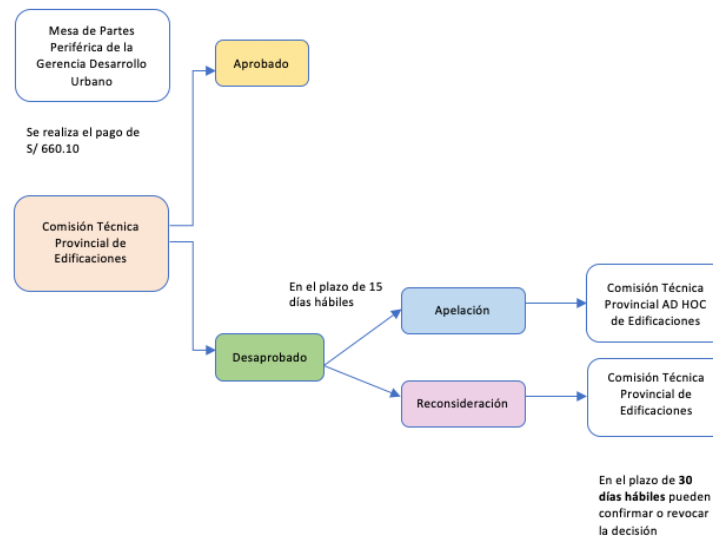 Mesa de Partes
Periférica de la
Gerencia Desarrollo
Urbano
Aprobado
Se realiza el pago de
S/ 660.10
Comisión Técnica
Provincial de
Edificaciones
En el plazo de 15
días hábiles
Apelación
Comisión Técnica
Provincial AD HOC
de Edificaciones
Desaprobado
Reconsideración
Comisión Técnica
Provincial de
Edificaciones
En el plazo de 30
días hábiles pueden
confirmar o revocar
la decisión